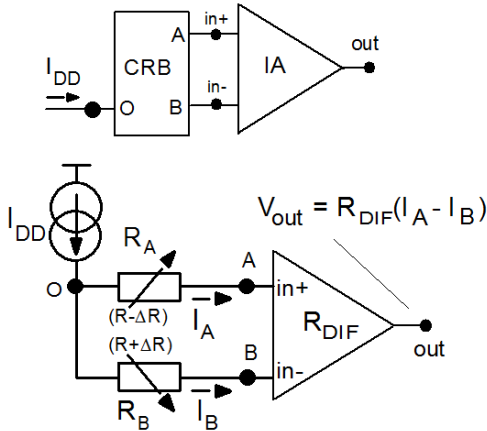 out
in+
A
I_DD
CRB
IA
in-
O
B
V_out = R_DIF(I_A - I_B)
I_DD
R_A
A
O
in+
(R-ΔR)
I_A
R_DIF
(R+ΔR)
B
out
in-
R_B
I_B